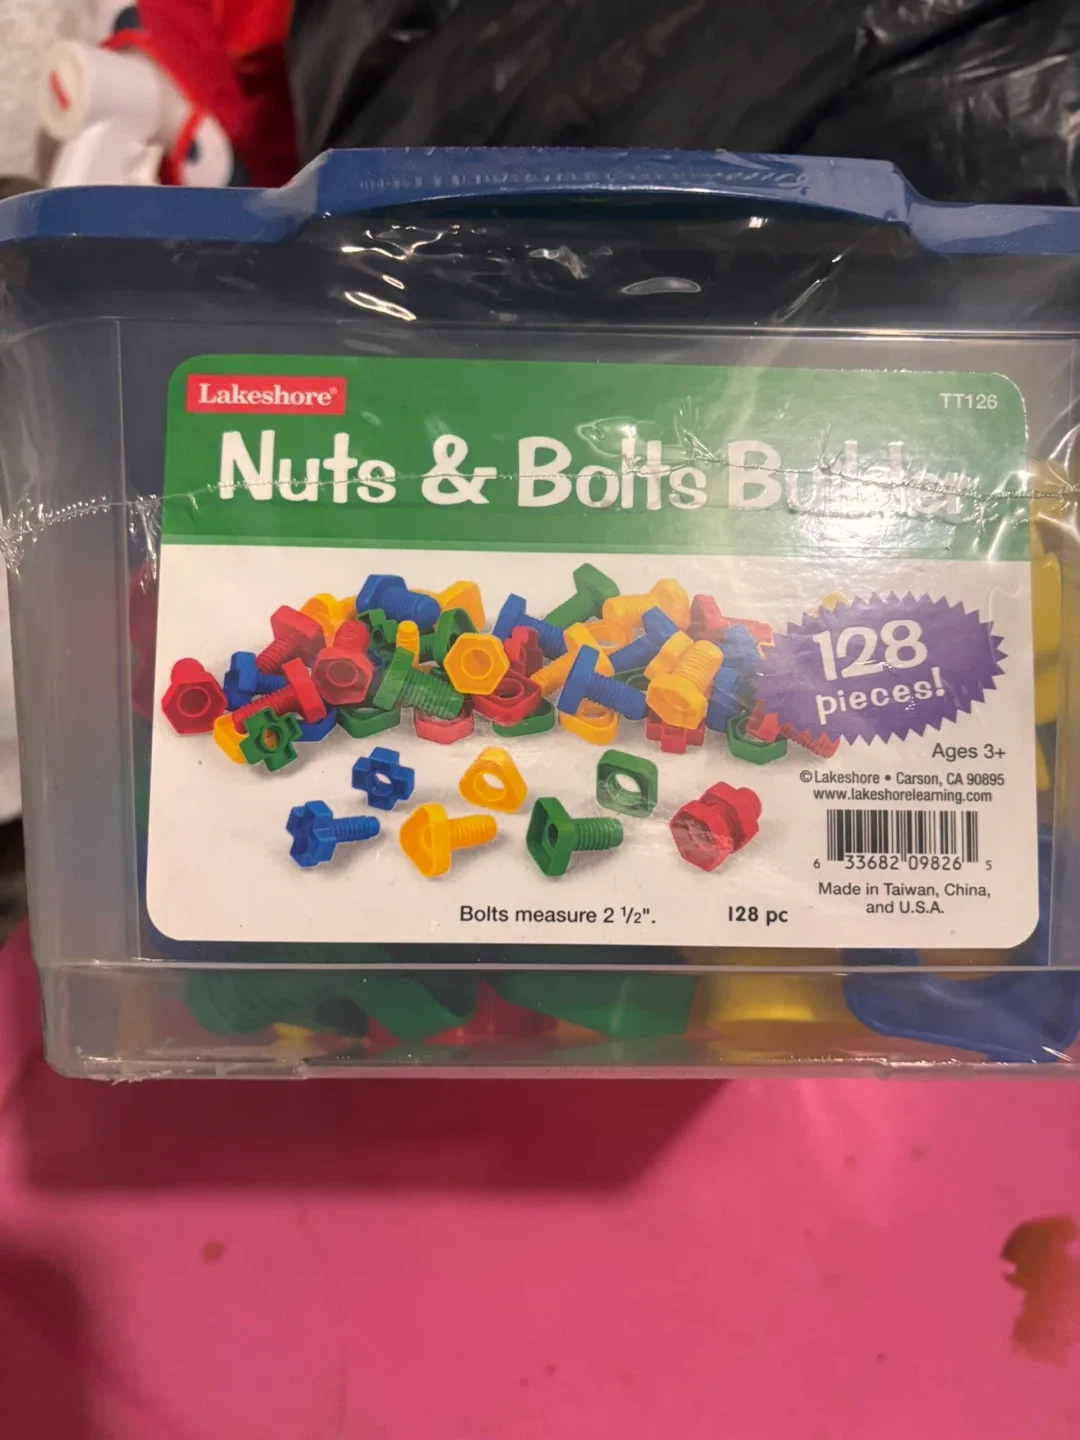 Lakeshore®
TT126
Nuts & Bolts Builder
128
pieces!
Ages 3+
© Lakeshore • Carson, CA 90895
www.lakeshorelearning.com
6 33682 09826 5
Made in Taiwan, China,
and U.S.A.
Bolts measure 2 1/2".
128 pc